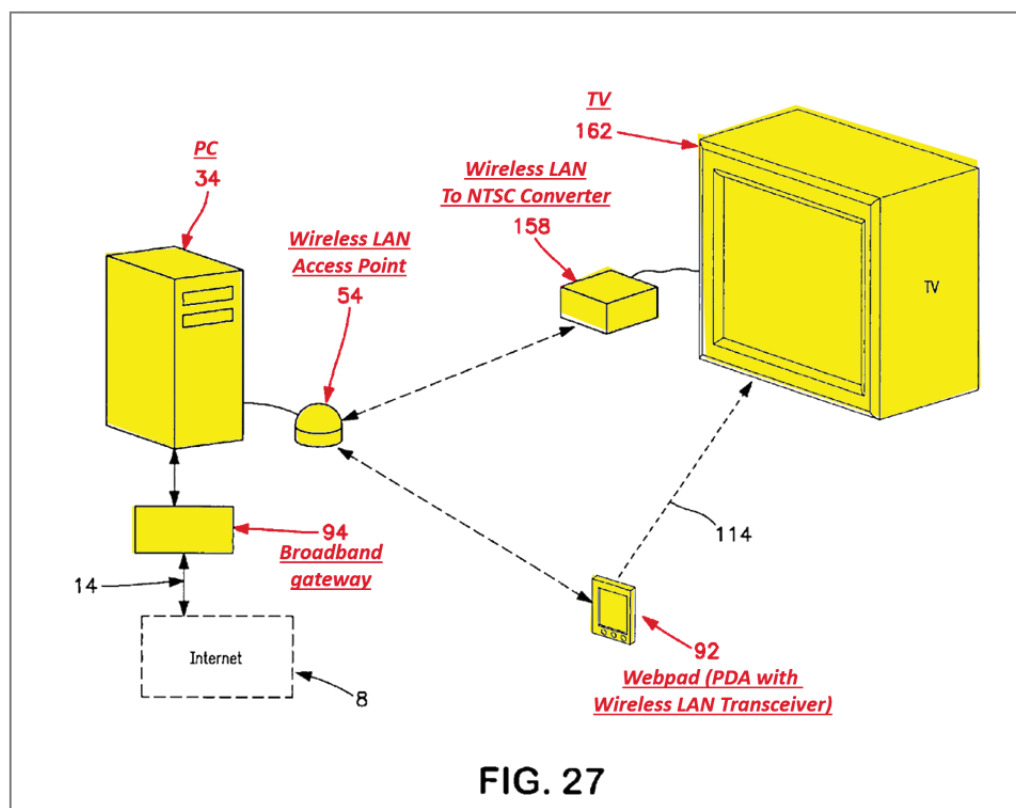 TV
162
PC
34
Wireless LAN
To NTSC Converter
158
Wireless LAN
Access Point
54
TV
94
Broadband
gateway
114
14
Internet
8
92
Webpad (PDA with
Wireless LAN Transceiver)
FIG. 27